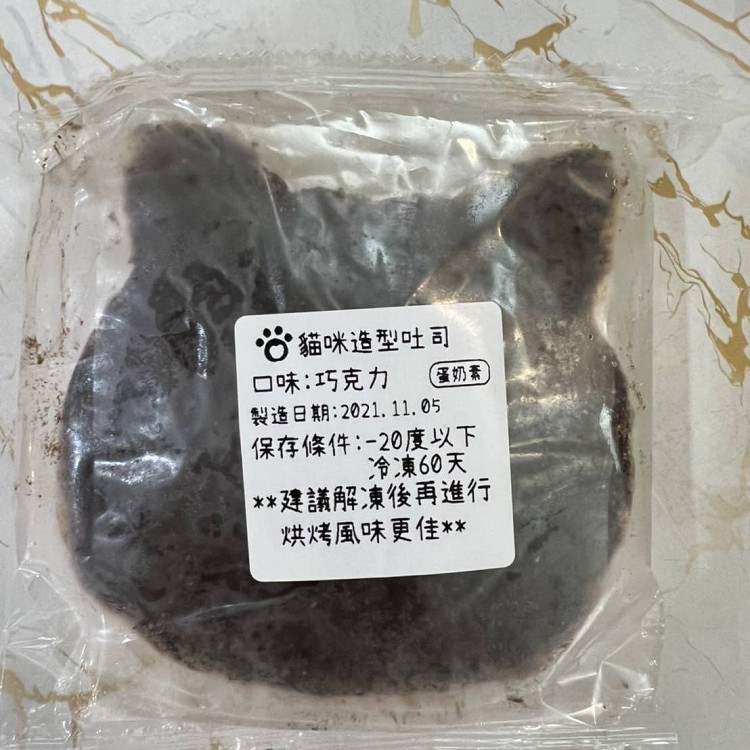 貓咪造型吐司
口味:巧克力 蛋奶素
製造日期:2021.11.05
保存條件:-20度以下
冷凍60天
**建議解凍後再進行
烘烤風味更佳**